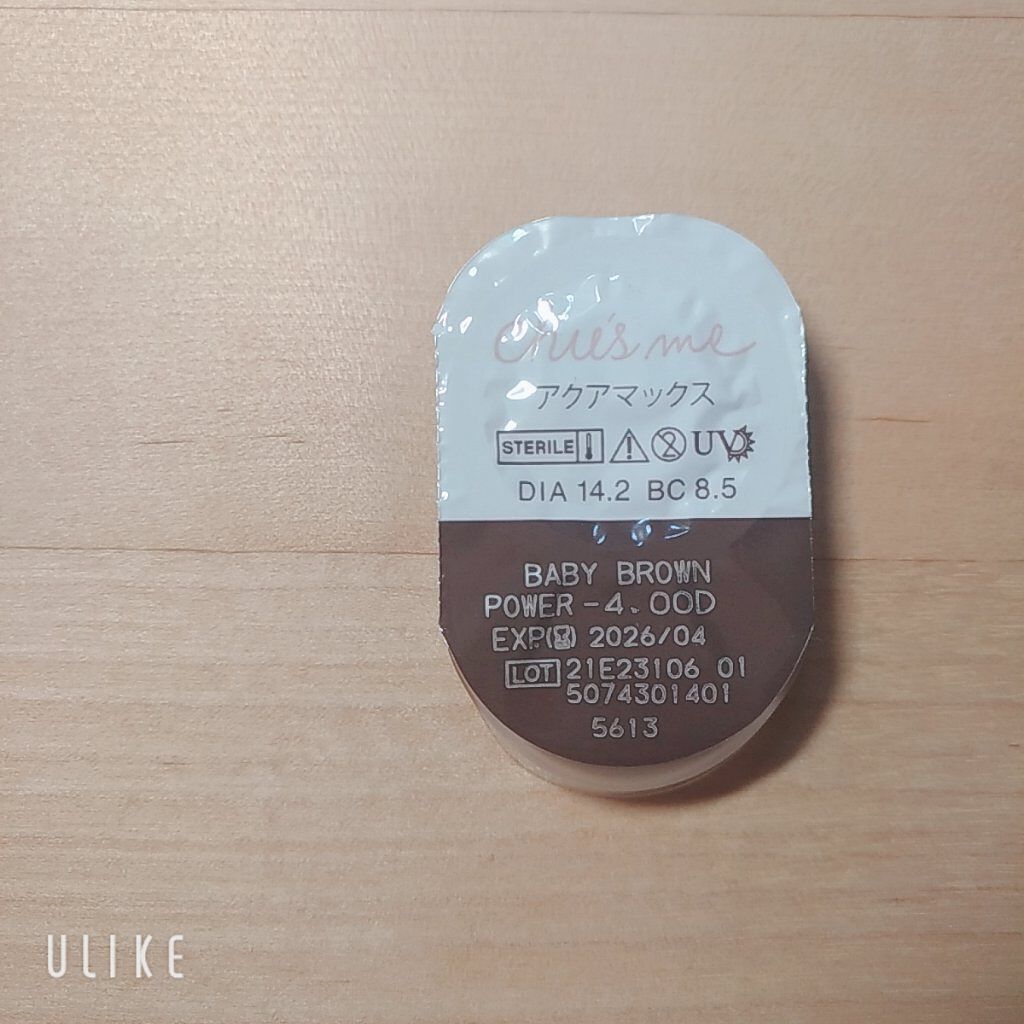 Chu's me
アクアマックス
STERILE UV
DIA 14.2 BC 8.5
BABY BROWN
POWER -4.00D
EXP 2026/04
LOT 21E23106 01
5074301401
5613
ULIKE